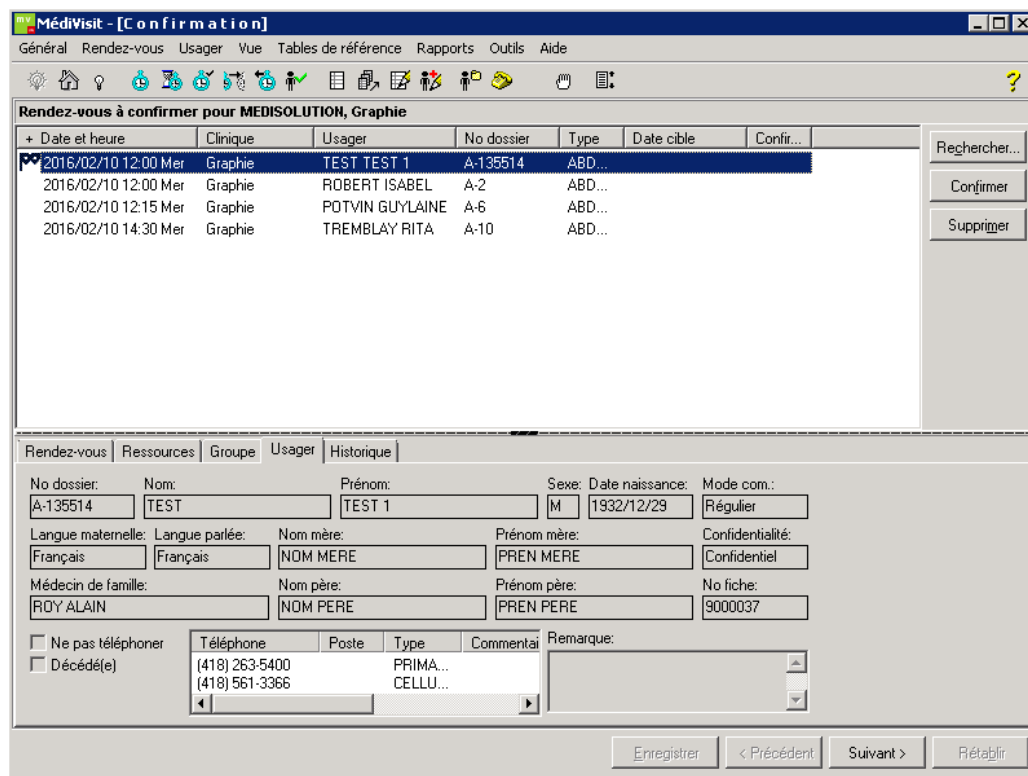 mv MédiVisit - [C o n f i r m a t i o n]
Général Rendez-vous Usager Vue Tables de référence Rapports Outils Aide
?
Rendez-vous à confirmer pour MEDISOLUTION, Graphie
+ Date et heure Clinique Usager No dossier Type Date cible Confir...
2016/02/10 12:00 Mer Graphie TEST TEST 1 A-135514 ABD...
2016/02/10 12:00 Mer Graphie ROBERT ISABEL A-2 ABD...
2016/02/10 12:15 Mer Graphie POTVIN GUYLAINE A-6 ABD...
2016/02/10 14:30 Mer Graphie TREMBLAY RITA A-10 ABD...
Rechercher...
Confirmer
Supprimer
Rendez-vous Ressources Groupe Usager Historique
No dossier: Nom: Prénom: Sexe: Date naissance: Mode com.:
A-135514 TEST TEST 1 M 1932/12/29 Régulier
Langue maternelle: Langue parlée: Nom mère: Prénom mère: Confidentialité:
Français Français NOM MERE PREN MERE Confidentiel
Médecin de famille: Nom père: Prénom père: No fiche:
ROY ALAIN NOM PERE PREN PERE 9000037
Ne pas téléphoner
Décédé(e)
Téléphone Poste Type Commentai
(418) 263-5400 PRIMA...
(418) 561-3366 CELLU...
Remarque:
Enregistrer < Précédent Suivant > Rétablir